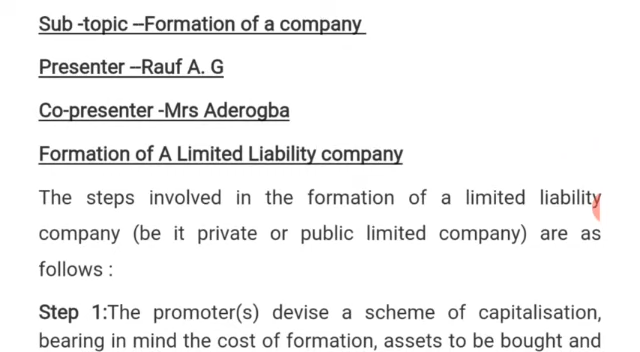 Sub -topic --Formation of a company
Presenter --Rauf A. G
Co-presenter -Mrs Aderogba
Formation of A Limited Liability company
The steps involved in the formation of a limited liability
company (be it private or public limited company) are as
follows :
Step 1:The promoter(s) devise a scheme of capitalisation,
bearing in mind the cost of formation, assets to be bought and